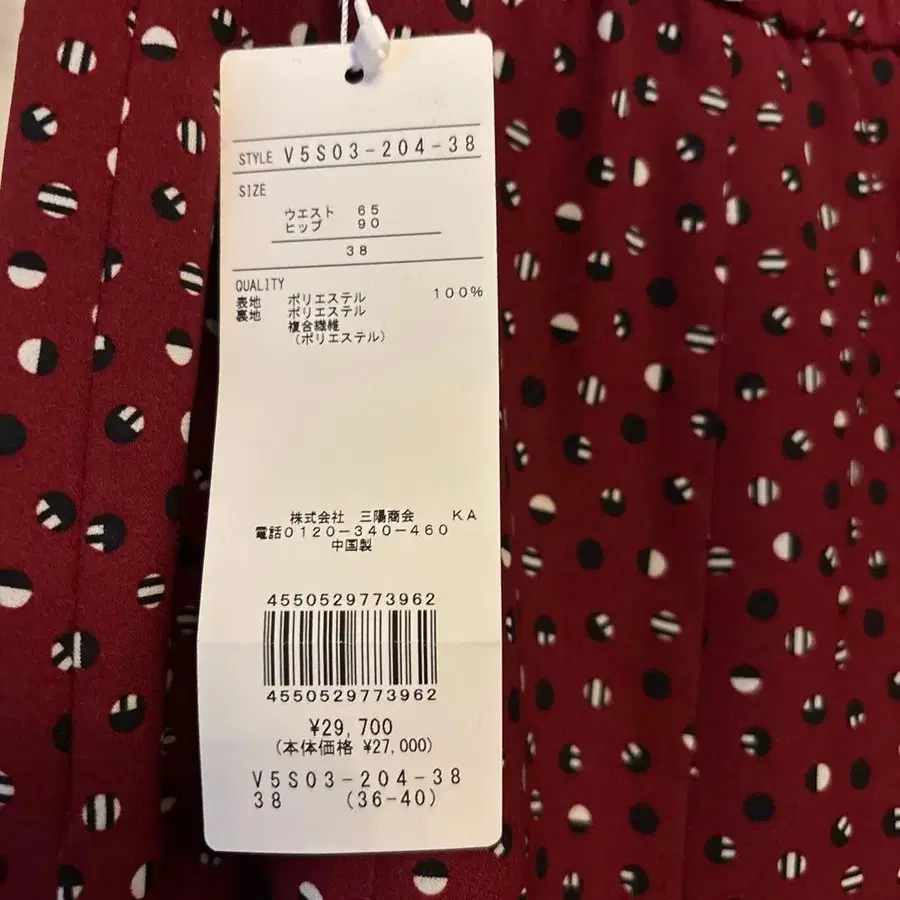 STYLE V5S03-204-38
SIZE
ウエスト 65
ヒップ 90
38
QUALITY
表地 ポリエステル 100%
裏地 ポリエステル
複合繊維
(ポリエステル)
株式会社 三陽商会 KA
電話0120-340-460
中国製
4550529773962
4550529773962
¥29,700
(本体価格 ¥27,000)
V5S03-204-38
38 (36-40)